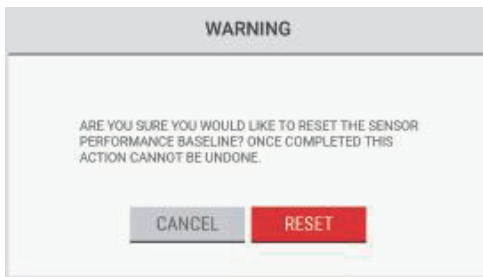 WARNING
ARE YOU SURE YOU WOULD LIKE TO RESET THE SENSOR
PERFORMANCE BASELINE? ONCE COMPLETED THIS
ACTION CANNOT BE UNDONE.
CANCEL RESET